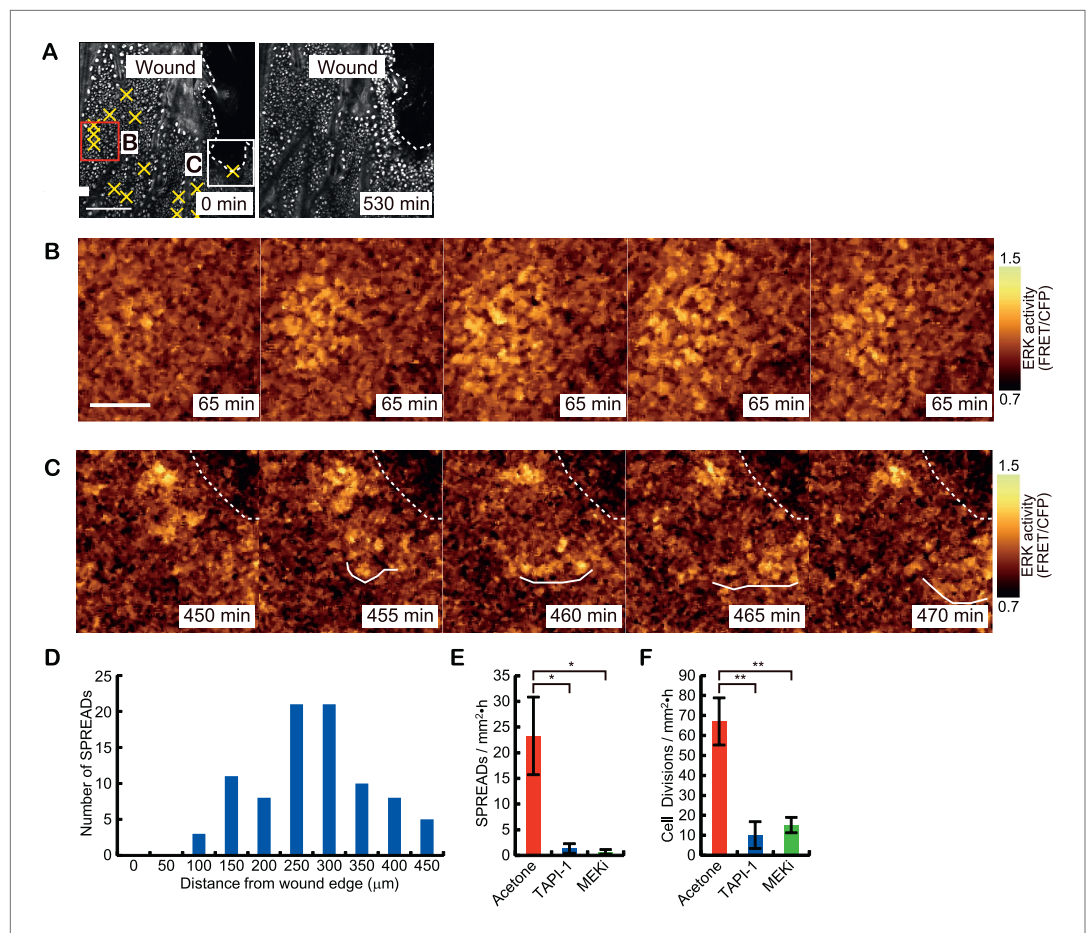 A
Wound
Wound
B
C
0 min
530 min
B
65 min
65 min
65 min
65 min
65 min
1.5
0.7
ERK activity
(FRET/CFP)
C
450 min
455 min
460 min
465 min
470 min
1.5
0.7
ERK activity
(FRET/CFP)
D
Number of SPREADs
25
20
15
10
5
0
0 50 100 150 200 250 300 350 400 450
Distance from wound edge (μm)
E
SPREADs / mm²•h
35
30
25
20
15
10
5
0
*
*
Acetone
TAPI-1
MEKi
F
Cell Divisions / mm²•h
90
80
70
60
50
40
30
20
10
0
**
**
Acetone
TAPI-1
MEKi